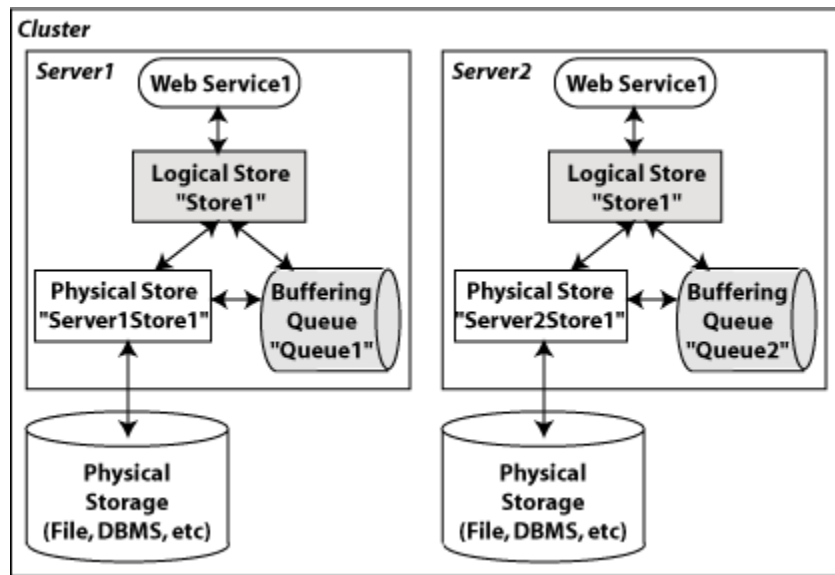 Cluster
Server1
Web Service1
Logical Store
"Store1"
Physical Store
"Server1Store1"
Buffering
Queue
"Queue1"
Physical
Storage
(File, DBMS, etc)
Server2
Web Service1
Logical Store
"Store1"
Physical Store
"Server2Store1"
Buffering
Queue
"Queue2"
Physical
Storage
(File, DBMS, etc)